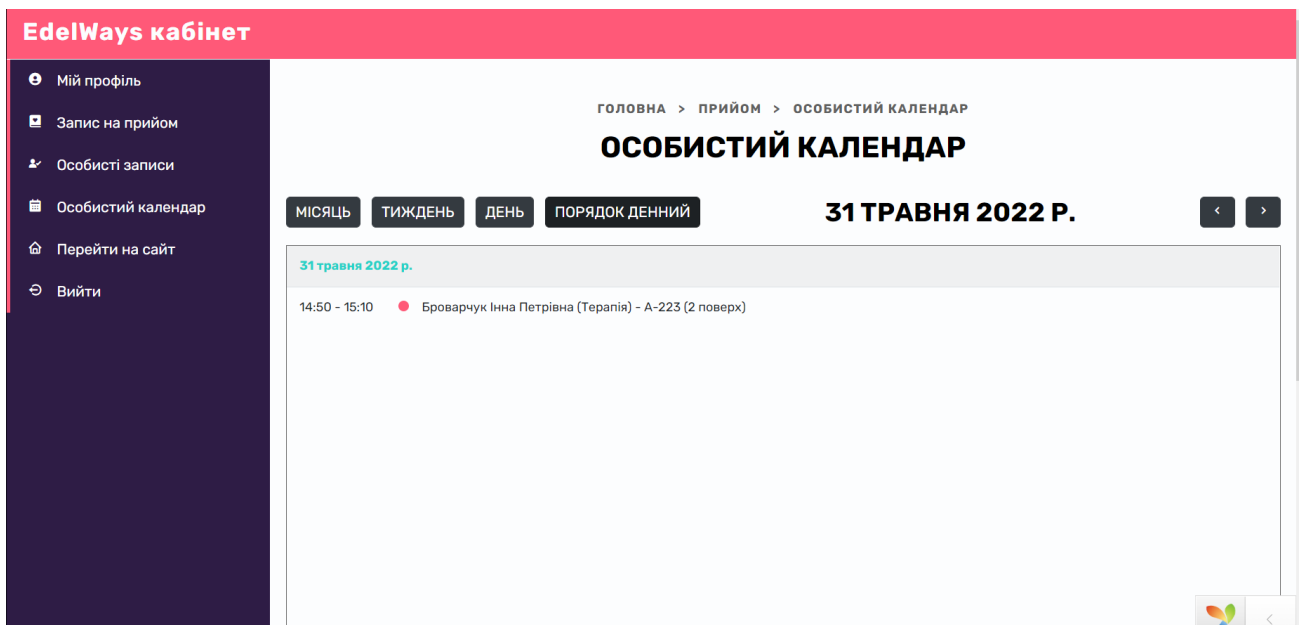 EdelWays кабінет
Мій профіль
Запис на прийом
Особисті записи
Особистий календар
Перейти на сайт
Вийти
ГОЛОВНА > ПРИЙОМ > ОСОБИСТИЙ КАЛЕНДАР
ОСОБИСТИЙ КАЛЕНДАР
МІСЯЦЬ ТИЖДЕНЬ ДЕНЬ ПОРЯДОК ДЕННИЙ 31 ТРАВНЯ 2022 Р. < >
31 травня 2022 р.
14:50 - 15:10 Броварчук Інна Петрівна (Терапія) - А-223 (2 поверх)